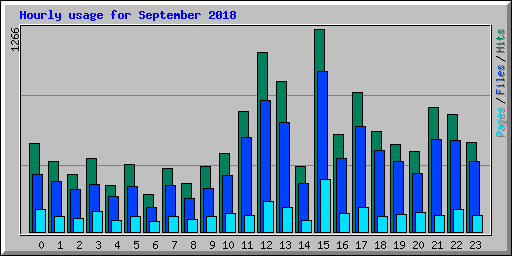 Hourly usage for September 2018
1266
Pages / Files / Hits
0 1 2 3 4 5 6 7 8 9 10 11 12 13 14 15 16 17 18 19 20 21 22 23